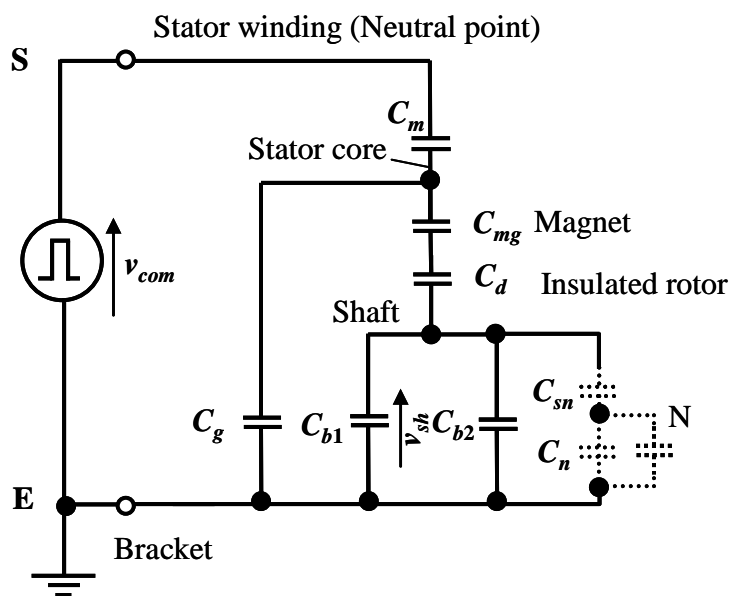 Stator winding (Neutral point)
S
Cm
Stator core
Cmg Magnet
vcom
Cd Insulated rotor
Shaft
Csn
N
Cg
Cb1
vsh
Cb2
Cn
E
Bracket